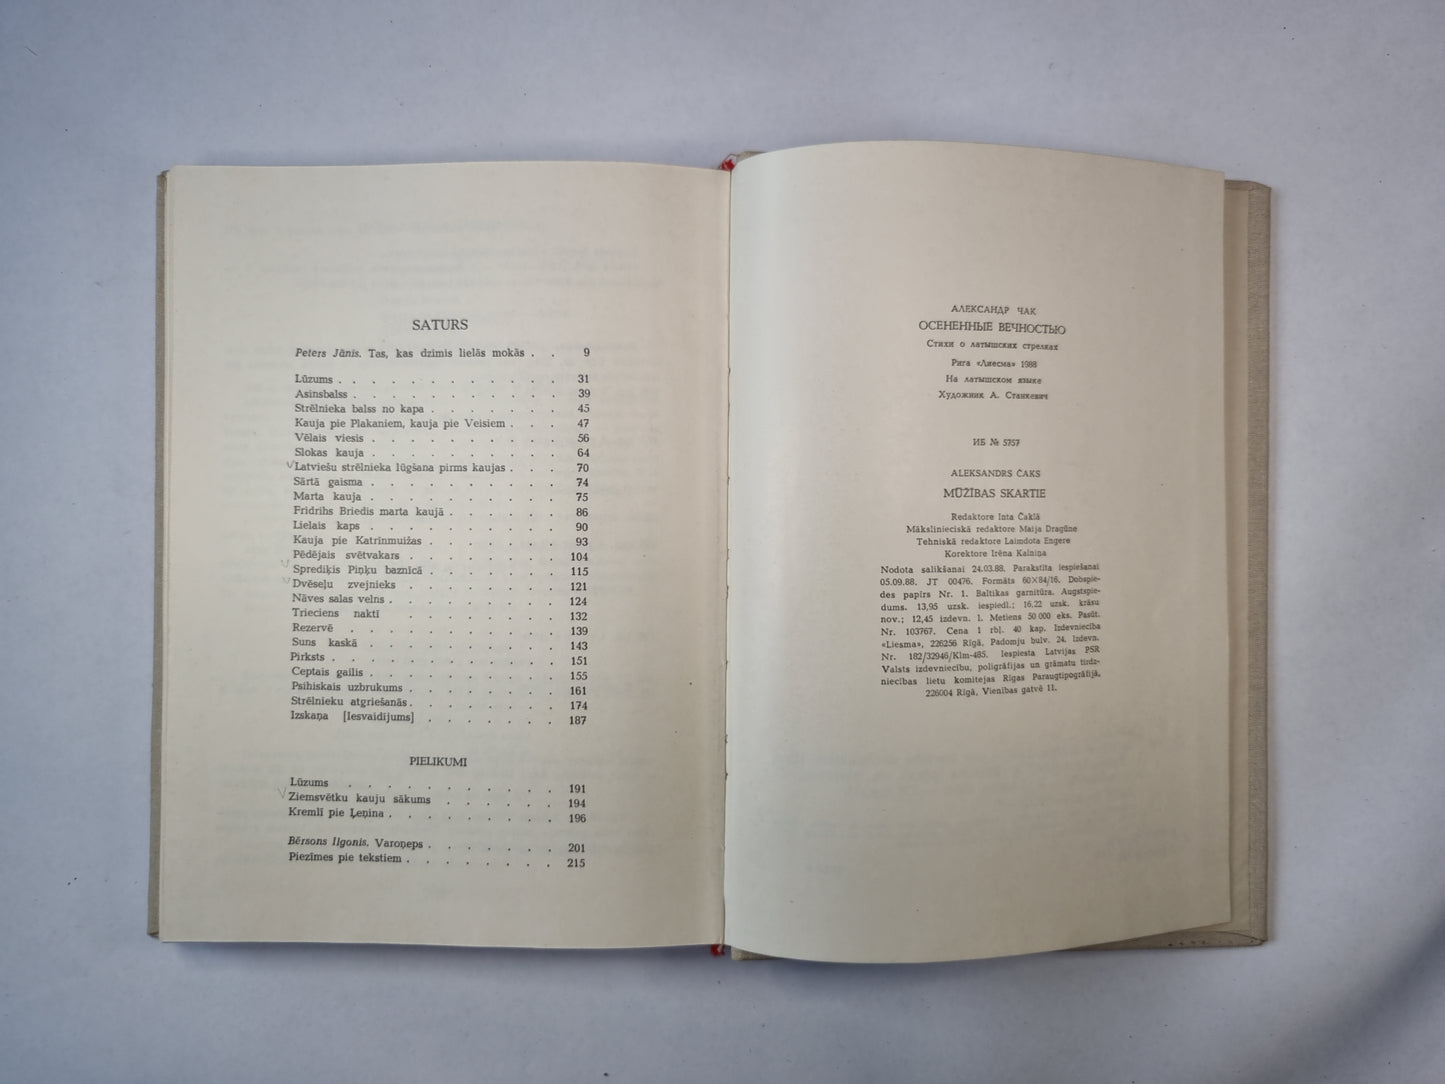 SATURS
Peters Jānis. Tas, kas dzimis lielās mokās . . 9
Lūzums . . . . . . . . . . . 31
Asinsbalss . . . . . . . . . . 39
Strēlnieka balss no kapa . . . . . . 45
Kauja pie Plakaniem, kauja pie Veisiem . . . 47
Vēlais viesis . . . . . . . . . 56
Slokas kauja . . . . . . . . . 64
Latviešu strēlnieka lūgšana pirms kaujas . . . 70
Sārtā gaisma . . . . . . . . . 74
Marta kauja . . . . . . . . . 75
Fridrihs Briedis marta kaujā . . . . . 86
Lielais kaps . . . . . . . . . 90
Kauja pie Katrīnmuižas . . . . . . 93
Pēdējais svētvakars . . . . . . . 104
Sprediķis Piņķu baznīcā . . . . . . 115
Dvēseļu zvejnieks . . . . . . . 121
Nāves salas velns . . . . . . . . 124
Trieciens naktī . . . . . . . 132
Rezervē . . . . . . . . . . 139
Suns kaskā . . . . . . . . . 143
Pirksts . . . . . . . . . . . 151
Ceptais gailis . . . . . . . . . 155
Psihiskais uzbrukums . . . . . . . 161
Strēlnieku atgriešanās . . . . . . . 174
Izskaņa [Iesvaidījums] . . . . . . 187
PIELIKUMI
Lūzums . . . . . . . . . . 191
Ziemsvētku kauju sākums . . . . . 194
Kremlī pie Ļeņina . . . . . . . . 196
Bērsons Ilgonis. Varoņeps . . . . . . 201
Piezīmes pie tekstiem . . . . . . . 215
АЛЕКСАНДР ЧАК
ОСЕНЕННЫЕ ВЕЧНОСТЬЮ
Стихи о латышских стрелках
Рига «Лиесма» 1988
На латышском языке
Художник А. Станкевич
ИБ № 5757
ALEKSANDRS ČAKS
MŪŽĪBAS SKARTIE
Redaktore Inta Čaklā
Mākslinieciskā redaktore Maija Dragūne
Tehniskā redaktore Laimdota Engere
Korektore Irēna Kalniņa
Nodota salikšanai 24.03.88. Parakstīta iespiešanai
05.09.88. JT 00476. Formāts 60×84/16. Dobspie-
des papīrs Nr. 1. Baltikas garnitūra. Augstspie-
dums. 13,95 uzsk. iespiedl.; 16,22 uzsk. krāsu
nov.; 12,45 izdevn. l. Metiens 50 000 eks. Pasūt.
Nr. 103767. Cena 1 rbļ. 40 kap. Izdevniecība
«Liesma», 226256 Rīgā, Padomju bulv. 24. Izdevn.
Nr. 182/32946/Klm-485. Iespiesta Latvijas PSR
Valsts izdevniecību, poligrāfijas un grāmatu tirdz-
niecības lietu komitejas Rīgas Paraugtipogrāfijā,
226004 Rīgā, Vienības gatvē 11.